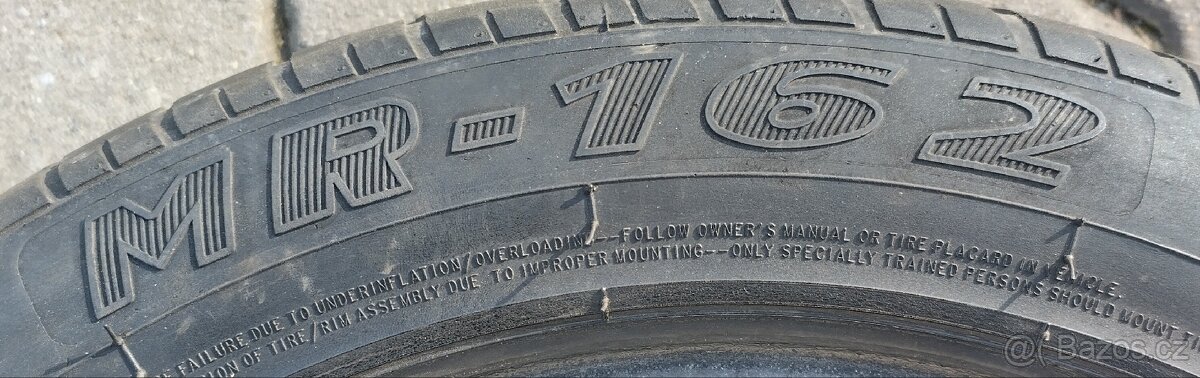 MR-162
FAILURE DUE TO UNDERINFLATION/OVERLOADIN--FOLLOW OWNER'S MANUAL OR TIRE PLACARD IN VEHICLE.
OF TIRE/RIM ASSEMBLY DUE TO IMPROPER MOUNTING--ONLY SPECIALLY TRAINED PERSONS SHOULD MOUNT
@ Bazos.cz